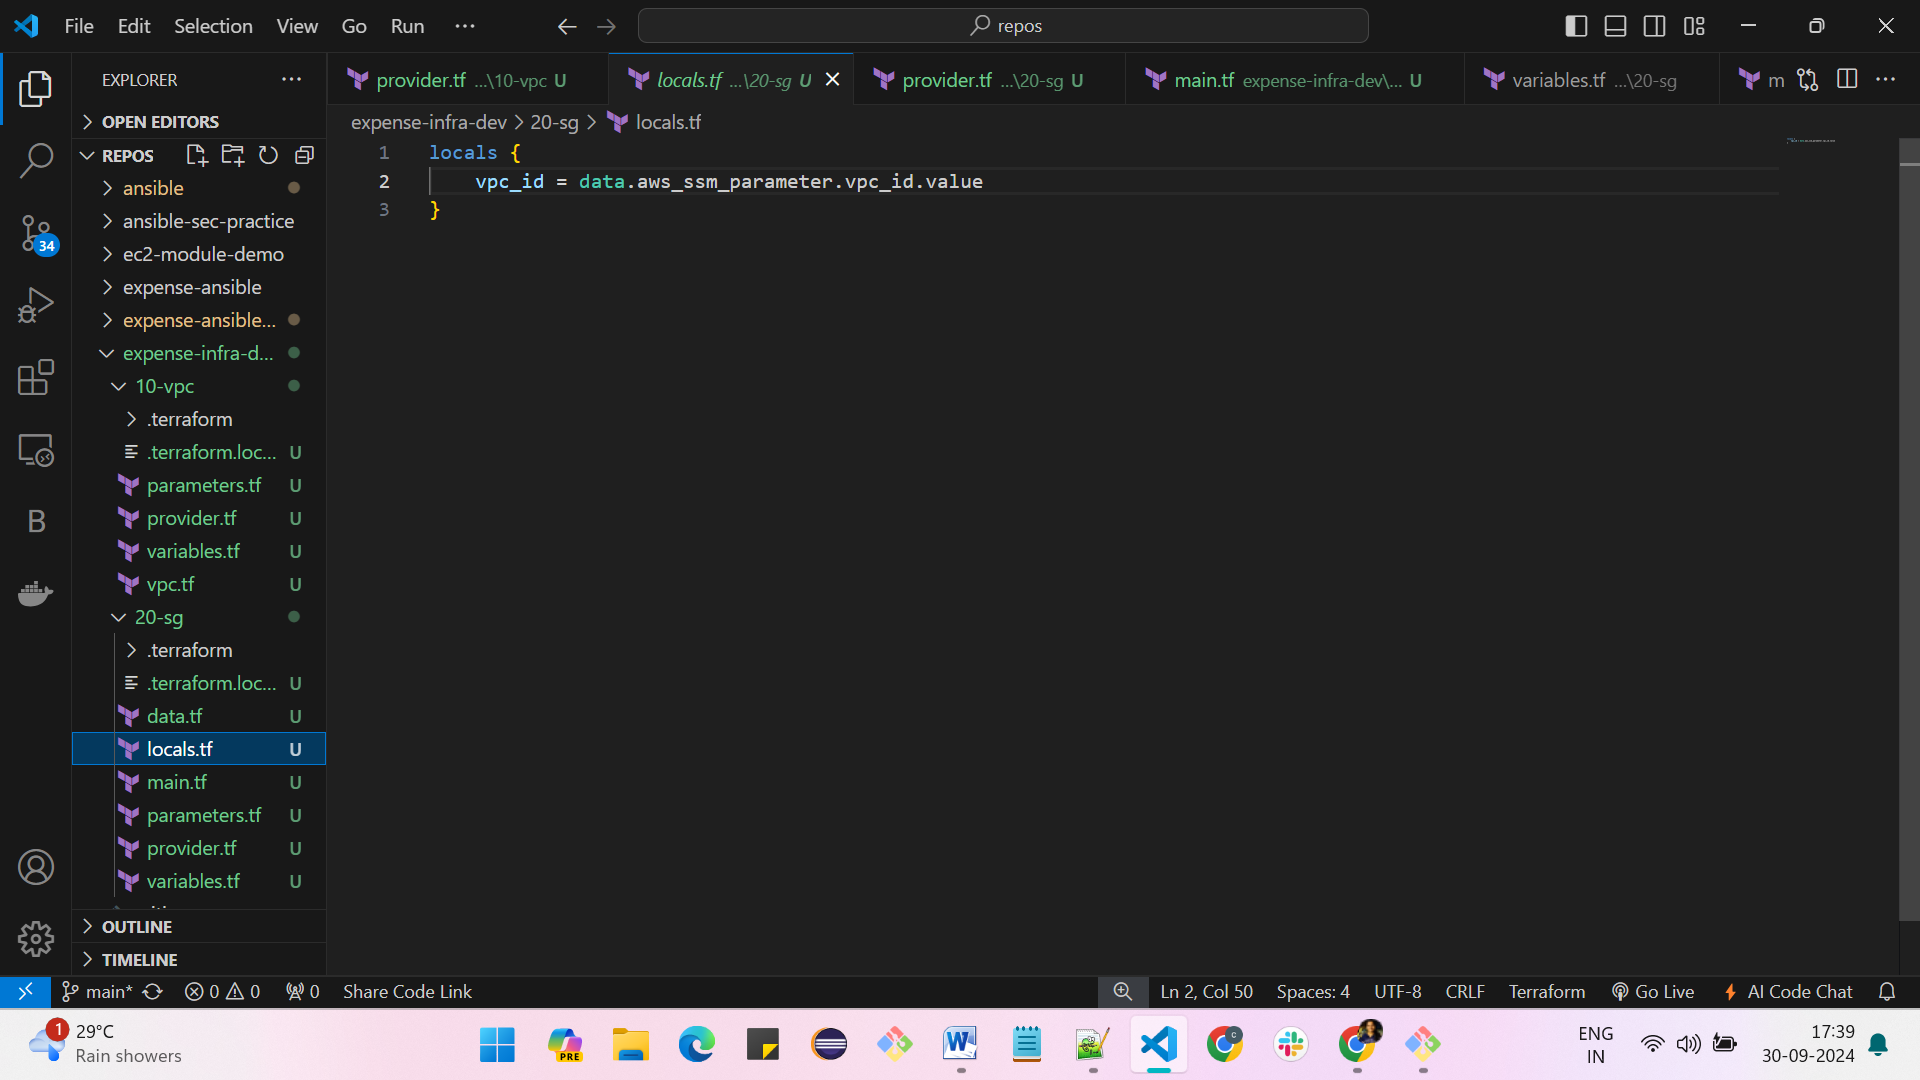 File Edit Selection View Go Run ···
repos
EXPLORER
provider.tf ...\10-vpc U
locals.tf ...\20-sg U
provider.tf ...\20-sg U
main.tf expense-infra-dev\... U
variables.tf ...\20-sg
m
OPEN EDITORS
expense-infra-dev > 20-sg > locals.tf
REPOS
1 locals {
2 vpc_id = data.aws_ssm_parameter.vpc_id.value
3 }
ansible
ansible-sec-practice
34
ec2-module-demo
expense-ansible
expense-ansible...
expense-infra-d...
10-vpc
.terraform
.terraform.loc... U
parameters.tf U
provider.tf U
B
variables.tf U
vpc.tf U
20-sg
.terraform
.terraform.loc... U
data.tf U
locals.tf U
main.tf U
parameters.tf U
provider.tf U
variables.tf U
OUTLINE
TIMELINE
main* 0 0 0 Share Code Link
Ln 2, Col 50 Spaces: 4 UTF-8 CRLF Terraform Go Live AI Code Chat
1
29°C
Rain showers
PRE
W
C
ENG
IN
17:39
30-09-2024